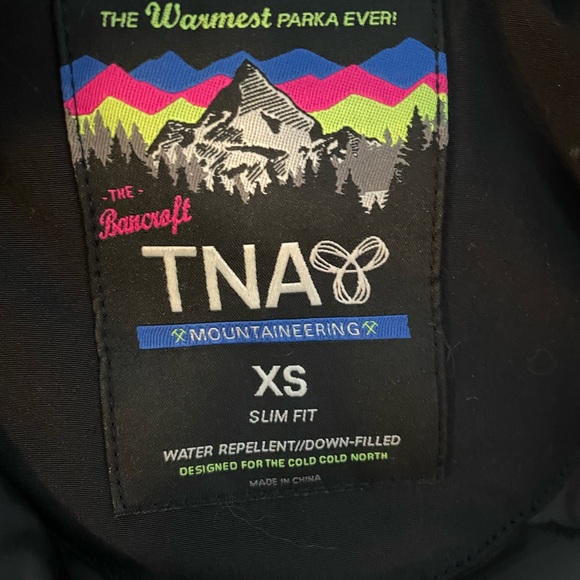 THE Warmest PARKA EVER!
- THE -
Bancroft
TNA
MOUNTAINEERING
XS
SLIM FIT
WATER REPELLENT//DOWN-FILLED
DESIGNED FOR THE COLD COLD NORTH
MADE IN CHINA